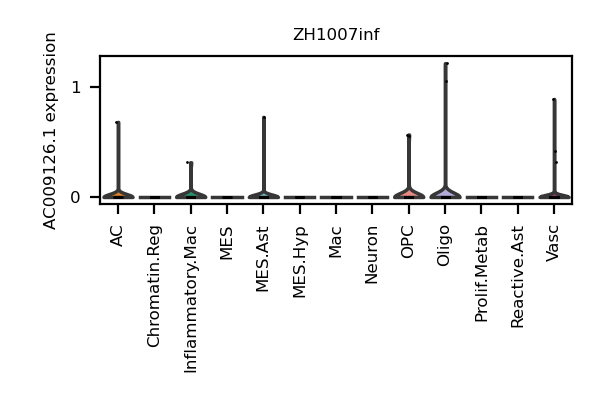 ZH1007inf
AC009126.1 expression
1
0
AC
Chromatin.Reg
Inflammatory.Mac
MES
MES.Ast
MES.Hyp
Mac
Neuron
OPC
Oligo
Prolif.Metab
Reactive.Ast
Vasc